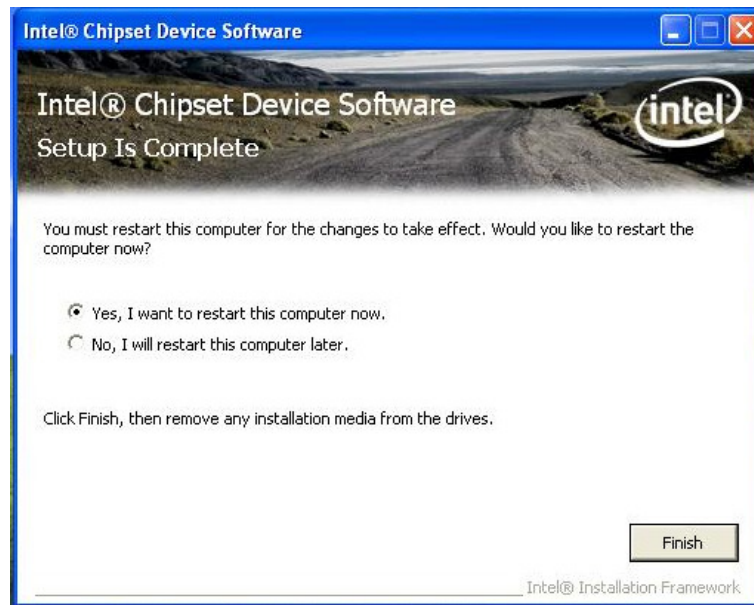 Intel® Chipset Device Software
Intel® Chipset Device Software
intel
Setup Is Complete
You must restart this computer for the changes to take effect. Would you like to restart the
computer now?
Yes, I want to restart this computer now.
No, I will restart this computer later.
Click Finish, then remove any installation media from the drives.
Finish
Intel® Installation Framework